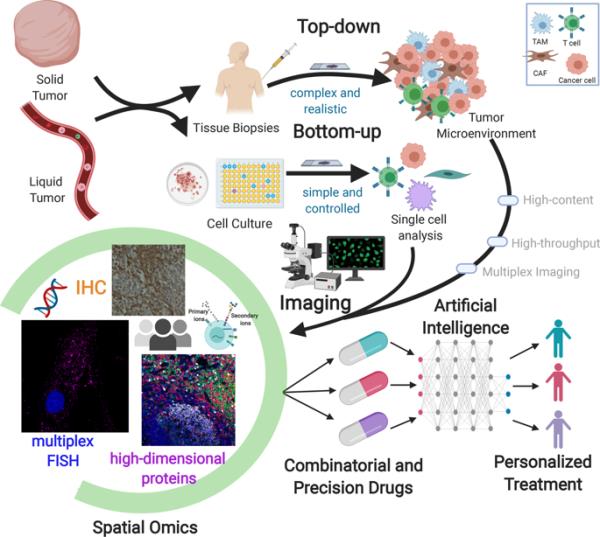 Top-down
TAM
T cell
CAF
Cancer cell
Solid
Tumor
complex and
realistic
Tissue Biopsies
Tumor
Microenvironment
Bottom-up
Liquid
Tumor
simple and
controlled
Cell Culture
Single cell
analysis
High-content
High-throughput
Multiplex Imaging
Imaging
IHC
Primary
ions
Secondary
ions
Artificial
Intelligence
multiplex
FISH
high-dimensional
proteins
Combinatorial and
Precision Drugs
Personalized
Treatment
Spatial Omics